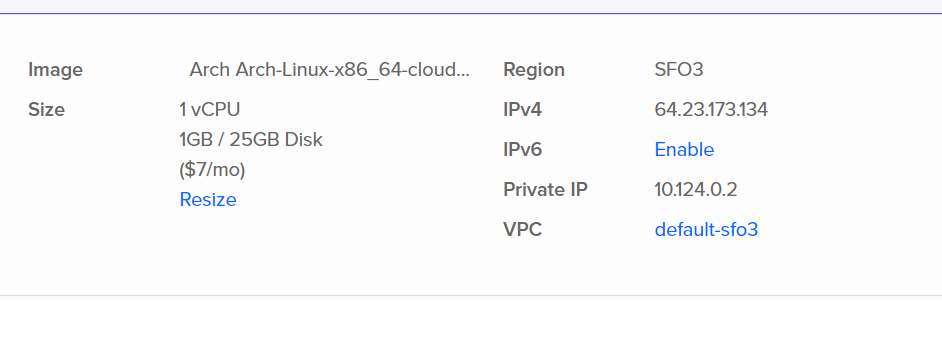 Image Arch Arch-Linux-x86_64-cloud...
Size 1 vCPU
1GB / 25GB Disk
($7/mo)
Resize
Region SFO3
IPv4 64.23.173.134
IPv6 Enable
Private IP 10.124.0.2
VPC default-sfo3